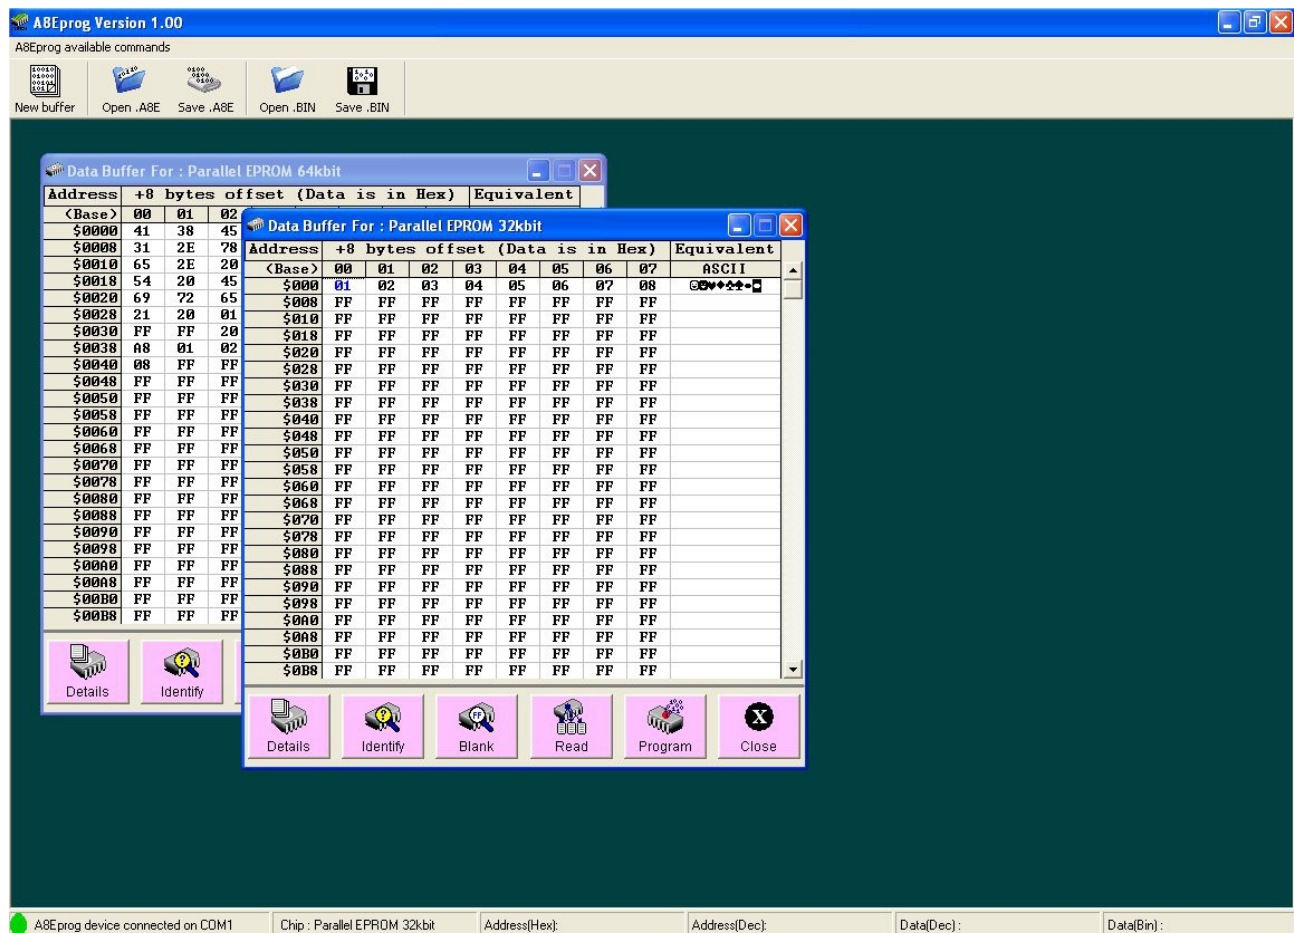 A8Eprog Version 1.00
A8Eprog available commands
New buffer Open .A8E Save .A8E Open .BIN Save .BIN
Data Buffer For : Parallel EPROM 64kbit
Address +8 bytes offset (Data is in Hex) Equivalent
(Base) 00 01 02
$0000 41 38 45
$0008 31 2E 78
$0010 65 2E 20
$0018 54 20 45
$0020 69 72 65
$0028 21 20 01
$0030 FF FF 20
$0038 A8 01 02
$0040 08 FF FF
$0048 FF FF FF
$0050 FF FF FF
$0058 FF FF FF
$0060 FF FF FF
$0068 FF FF FF
$0070 FF FF FF
$0078 FF FF FF
$0080 FF FF FF
$0088 FF FF FF
$0090 FF FF FF
$0098 FF FF FF
$00A0 FF FF FF
$00A8 FF FF FF
$00B0 FF FF FF
$00B8 FF FF FF
Details Identify
Data Buffer For : Parallel EPROM 32kbit
Address +8 bytes offset (Data is in Hex) Equivalent
(Base) 00 01 02 03 04 05 06 07 ASCII
$000 01 02 03 04 05 06 07 08 ☺☻♥♦♣♠•◘
$008 FF FF FF FF FF FF FF FF
$010 FF FF FF FF FF FF FF FF
$018 FF FF FF FF FF FF FF FF
$020 FF FF FF FF FF FF FF FF
$028 FF FF FF FF FF FF FF FF
$030 FF FF FF FF FF FF FF FF
$038 FF FF FF FF FF FF FF FF
$040 FF FF FF FF FF FF FF FF
$048 FF FF FF FF FF FF FF FF
$050 FF FF FF FF FF FF FF FF
$058 FF FF FF FF FF FF FF FF
$060 FF FF FF FF FF FF FF FF
$068 FF FF FF FF FF FF FF FF
$070 FF FF FF FF FF FF FF FF
$078 FF FF FF FF FF FF FF FF
$080 FF FF FF FF FF FF FF FF
$088 FF FF FF FF FF FF FF FF
$090 FF FF FF FF FF FF FF FF
$098 FF FF FF FF FF FF FF FF
$0A0 FF FF FF FF FF FF FF FF
$0A8 FF FF FF FF FF FF FF FF
$0B0 FF FF FF FF FF FF FF FF
$0B8 FF FF FF FF FF FF FF FF
Details Identify Blank Read Program Close
A8Eprog device connected on COM1 Chip : Parallel EPROM 32kbit Address(Hex): Address(Dec): Data(Dec) : Data(Bin) :